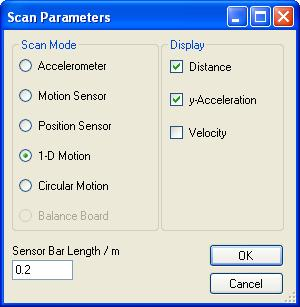 Scan Parameters
Scan Mode
Accelerometer
Motion Sensor
Position Sensor
1-D Motion
Circular Motion
Balance Board
Display
Distance
y-Acceleration
Velocity
Sensor Bar Length / m
0.2
OK
Cancel